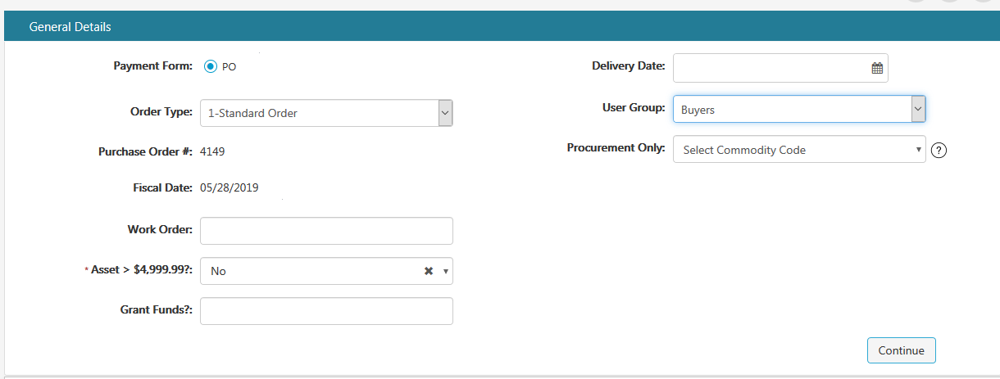 General Details
Payment Form: PO
Order Type: 1-Standard Order
Purchase Order #: 4149
Fiscal Date: 05/28/2019
Work Order:
* Asset > $4,999.99?: No ✖
Grant Funds?:
Delivery Date:
User Group: Buyers
Procurement Only: Select Commodity Code ?
Continue